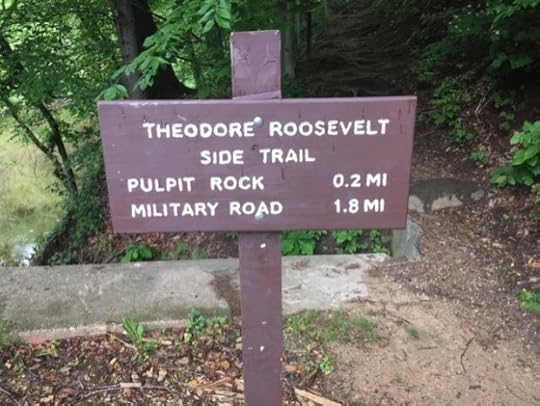 THEODORE ROOSEVELT
SIDE TRAIL
PULPIT ROCK 0.2 MI
MILITARY ROAD 1.8 MI